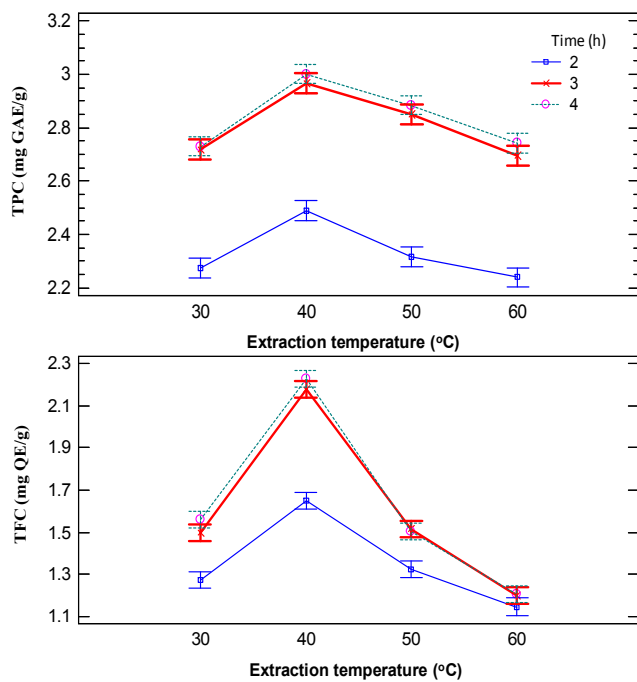 3.2
3
2.8
2.6
2.4
2.2
TPC (mg GAE/g)
Time (h)
2
3
4
30 40 50 60
Extraction temperature (ºC)
2.3
2.1
1.9
1.7
1.5
1.3
1.1
TFC (mg QE/g)
30 40 50 60
Extraction temperature (ºC)